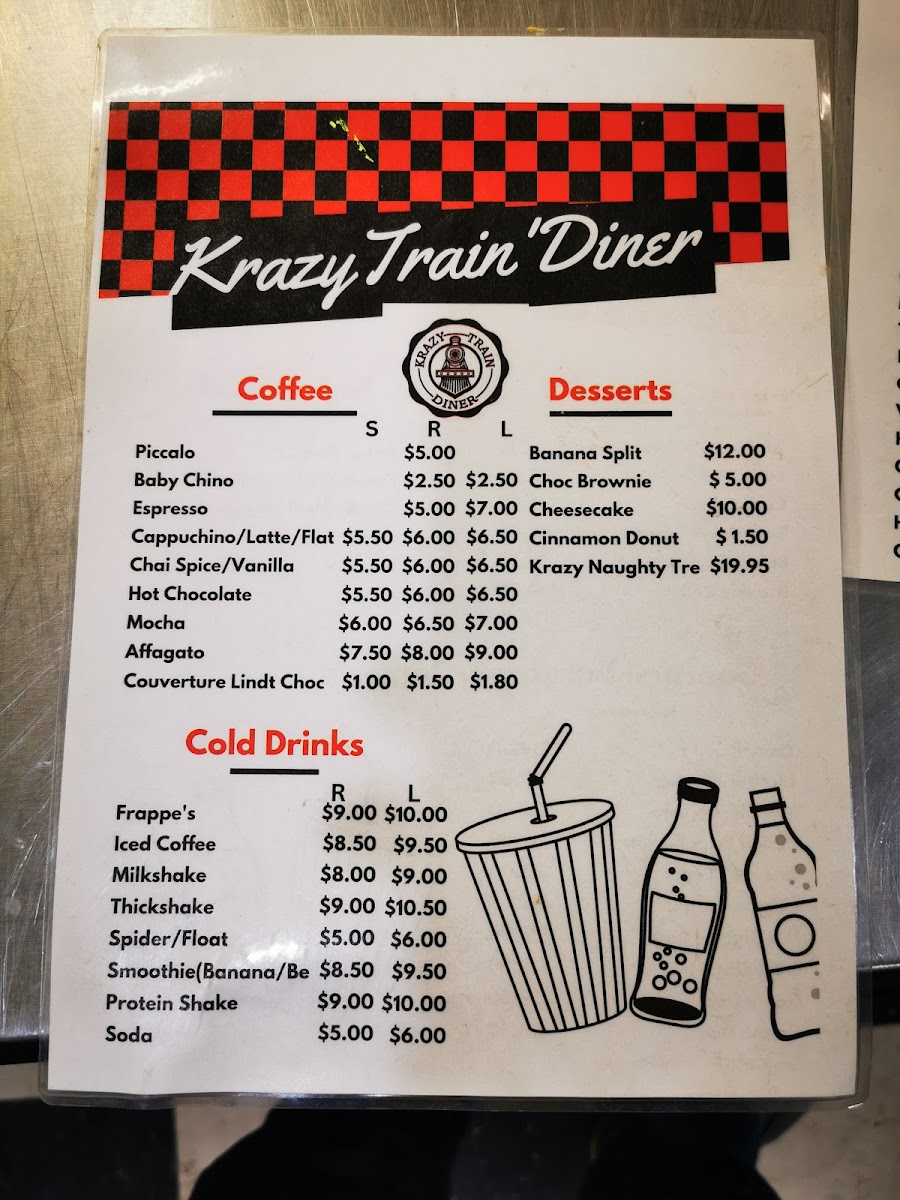 Krazy Train 'Diner
KRAZY TRAIN
DINER
Coffee
S R L
Piccalo $5.00
Baby Chino $2.50 $2.50
Espresso $5.00 $7.00
Cappuchino/Latte/Flat $5.50 $6.00 $6.50
Chai Spice/Vanilla $5.50 $6.00 $6.50
Hot Chocolate $5.50 $6.00 $6.50
Mocha $6.00 $6.50 $7.00
Affagato $7.50 $8.00 $9.00
Couverture Lindt Choc $1.00 $1.50 $1.80
Desserts
Banana Split $12.00
Choc Brownie $ 5.00
Cheesecake $10.00
Cinnamon Donut $ 1.50
Krazy Naughty Tre $19.95
Cold Drinks
R L
Frappe's $9.00 $10.00
Iced Coffee $8.50 $9.50
Milkshake $8.00 $9.00
Thickshake $9.00 $10.50
Spider/Float $5.00 $6.00
Smoothie(Banana/Be $8.50 $9.50
Protein Shake $9.00 $10.00
Soda $5.00 $6.00